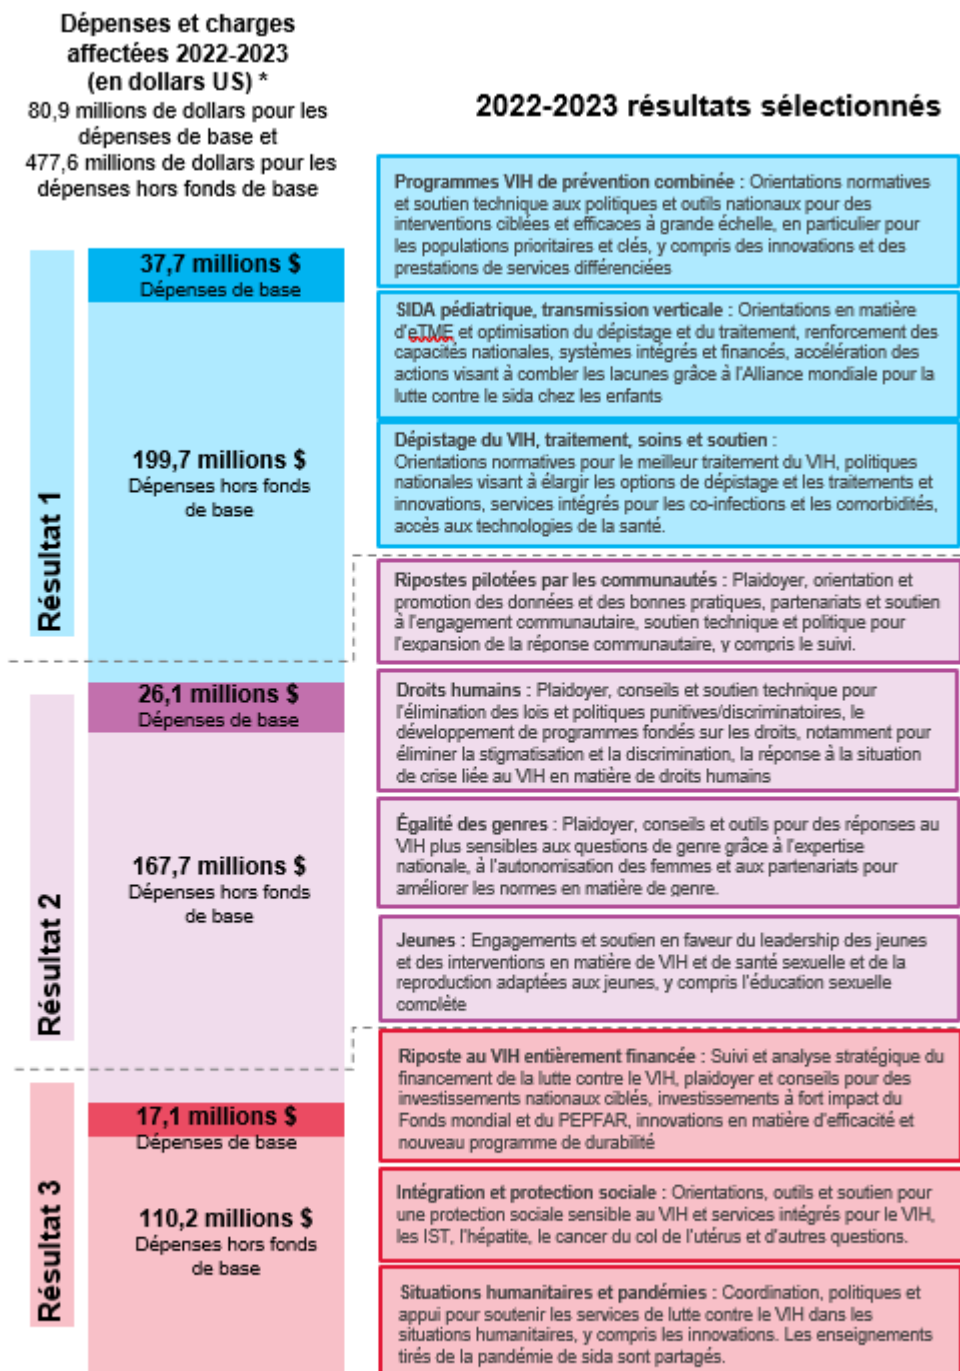 Dépenses et charges
affectées 2022-2023
(en dollars US) *
80,9 millions de dollars pour les
dépenses de base et
477,6 millions de dollars pour les
dépenses hors fonds de base
2022-2023 résultats sélectionnés
Résultat 1
37,7 millions $
Dépenses de base
199,7 millions $
Dépenses hors fonds
de base
Programmes VIH de prévention combinée : Orientations normatives
et soutien technique aux politiques et outils nationaux pour des
interventions ciblées et efficaces à grande échelle, en particulier pour
les populations prioritaires et clés, y compris des innovations et des
prestations de services différenciées
SIDA pédiatrique, transmission verticale : Orientations en matière
d'eTME et optimisation du dépistage et du traitement, renforcement des
capacités nationales, systèmes intégrés et financés, accélération des
actions visant à combler les lacunes grâce à l'Alliance mondiale pour la
lutte contre le sida chez les enfants
Dépistage du VIH, traitement, soins et soutien :
Orientations normatives pour le meilleur traitement du VIH, politiques
nationales visant à élargir les options de dépistage et les traitements et
innovations, services intégrés pour les co-infections et les comorbidités,
accès aux technologies de la santé.
Résultat 2
26,1 millions $
Dépenses de base
167,7 millions $
Dépenses hors fonds
de base
Ripostes pilotées par les communautés : Plaidoyer, orientation et
promotion des données et des bonnes pratiques, partenariats et soutien
à l'engagement communautaire, soutien technique et politique pour
l'expansion de la réponse communautaire, y compris le suivi.
Droits humains : Plaidoyer, conseils et soutien technique pour
l'élimination des lois et politiques punitives/discriminatoires, le
développement de programmes fondés sur les droits, notamment pour
éliminer la stigmatisation et la discrimination, la réponse à la situation
de crise liée au VIH en matière de droits humains
Égalité des genres : Plaidoyer, conseils et outils pour des réponses au
VIH plus sensibles aux questions de genre grâce à l'expertise
nationale, à l'autonomisation des femmes et aux partenariats pour
améliorer les normes en matière de genre.
Jeunes : Engagements et soutien en faveur du leadership des jeunes
et des interventions en matière de VIH et de santé sexuelle et de la
reproduction adaptées aux jeunes, y compris l'éducation sexuelle
complète
Résultat 3
17,1 millions $
Dépenses de base
110,2 millions $
Dépenses hors fonds
de base
Riposte au VIH entièrement financée : Suivi et analyse stratégique du
financement de la lutte contre le VIH, plaidoyer et conseils pour des
investissements nationaux ciblés, investissements à fort impact du
Fonds mondial et du PEPFAR, innovations en matière d'efficacité et
nouveau programme de durabilité
Intégration et protection sociale : Orientations, outils et soutien pour
une protection sociale sensible au VIH et services intégrés pour le VIH,
les IST, l'hépatite, le cancer du col de l'utérus et d'autres questions.
Situations humanitaires et pandémies : Coordination, politiques et
appui pour soutenir les services de lutte contre le VIH dans les
situations humanitaires, y compris les innovations. Les enseignements
tirés de la pandémie de sida sont partagés.